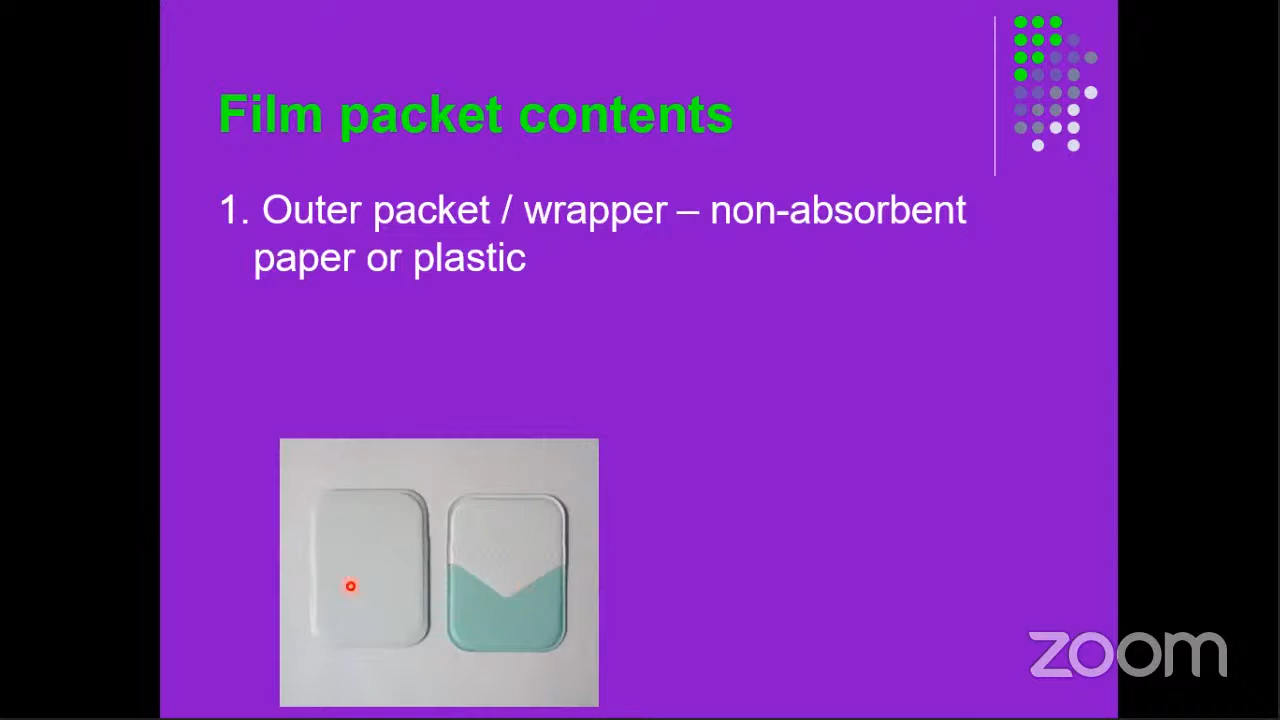 Film packet contents
1. Outer packet / wrapper – non-absorbent
paper or plastic
zoom